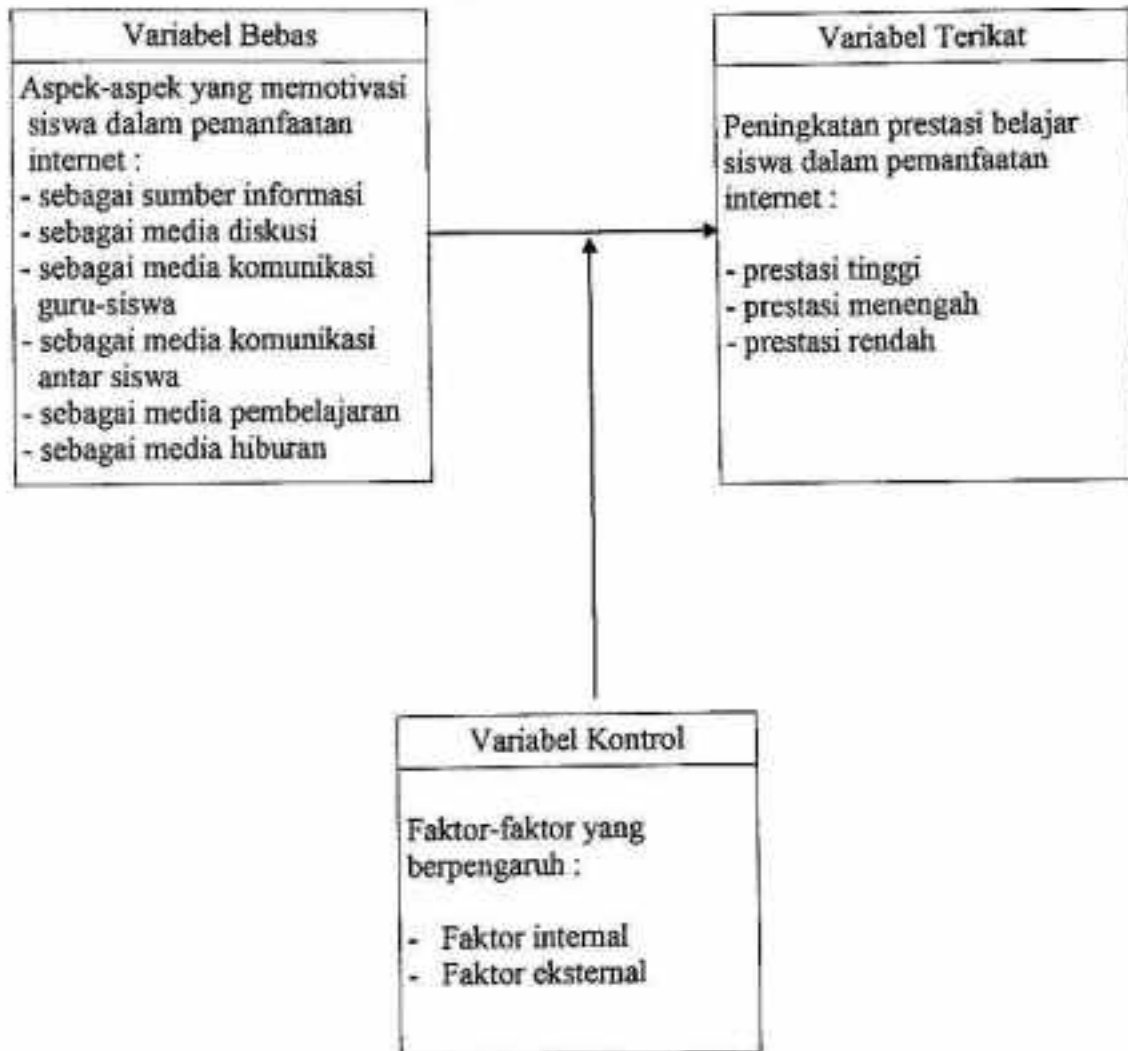 Variabel Bebas
Aspek-aspek yang memotivasi
siswa dalam pemanfaatan
internet :
- sebagai sumber informasi
- sebagai media diskusi
- sebagai media komunikasi
guru-siswa
- sebagai media komunikasi
antar siswa
- sebagai media pembelajaran
- sebagai media hiburan
Variabel Terikat
Peningkatan prestasi belajar
siswa dalam pemanfaatan
internet :
- prestasi tinggi
- prestasi menengah
- prestasi rendah
Variabel Kontrol
Faktor-faktor yang
berpengaruh :
- Faktor internal
- Faktor eksternal